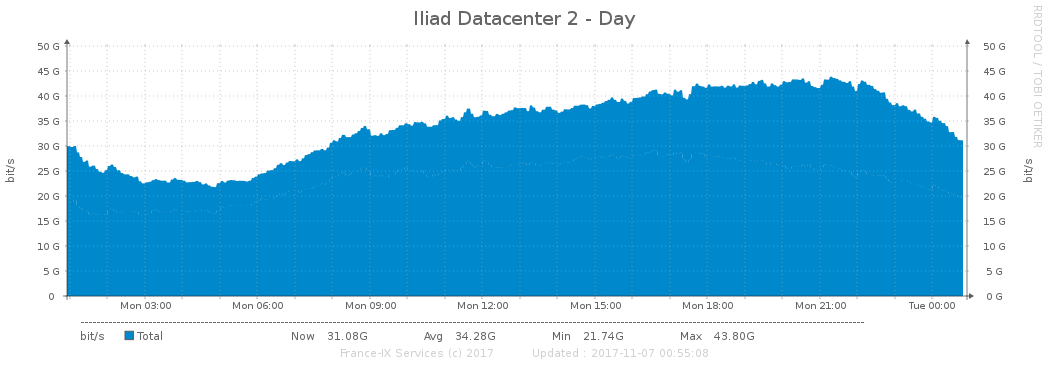 Iliad Datacenter 2 - Day
RRDTOOL / TOBI OETIKER
50 G 50 G
45 G 45 G
40 G 40 G
35 G 35 G
30 G 30 G
25 G 25 G
20 G 20 G
15 G 15 G
10 G 10 G
5 G 5 G
0 0 G
bit/s bit/s
Mon 03:00 Mon 06:00 Mon 09:00 Mon 12:00 Mon 15:00 Mon 18:00 Mon 21:00 Tue 00:00
bit/s Total Now 31.08G Avg 34.28G Min 21.74G Max 43.80G
France-IX Services (c) 2017 Updated : 2017-11-07 00:55:08